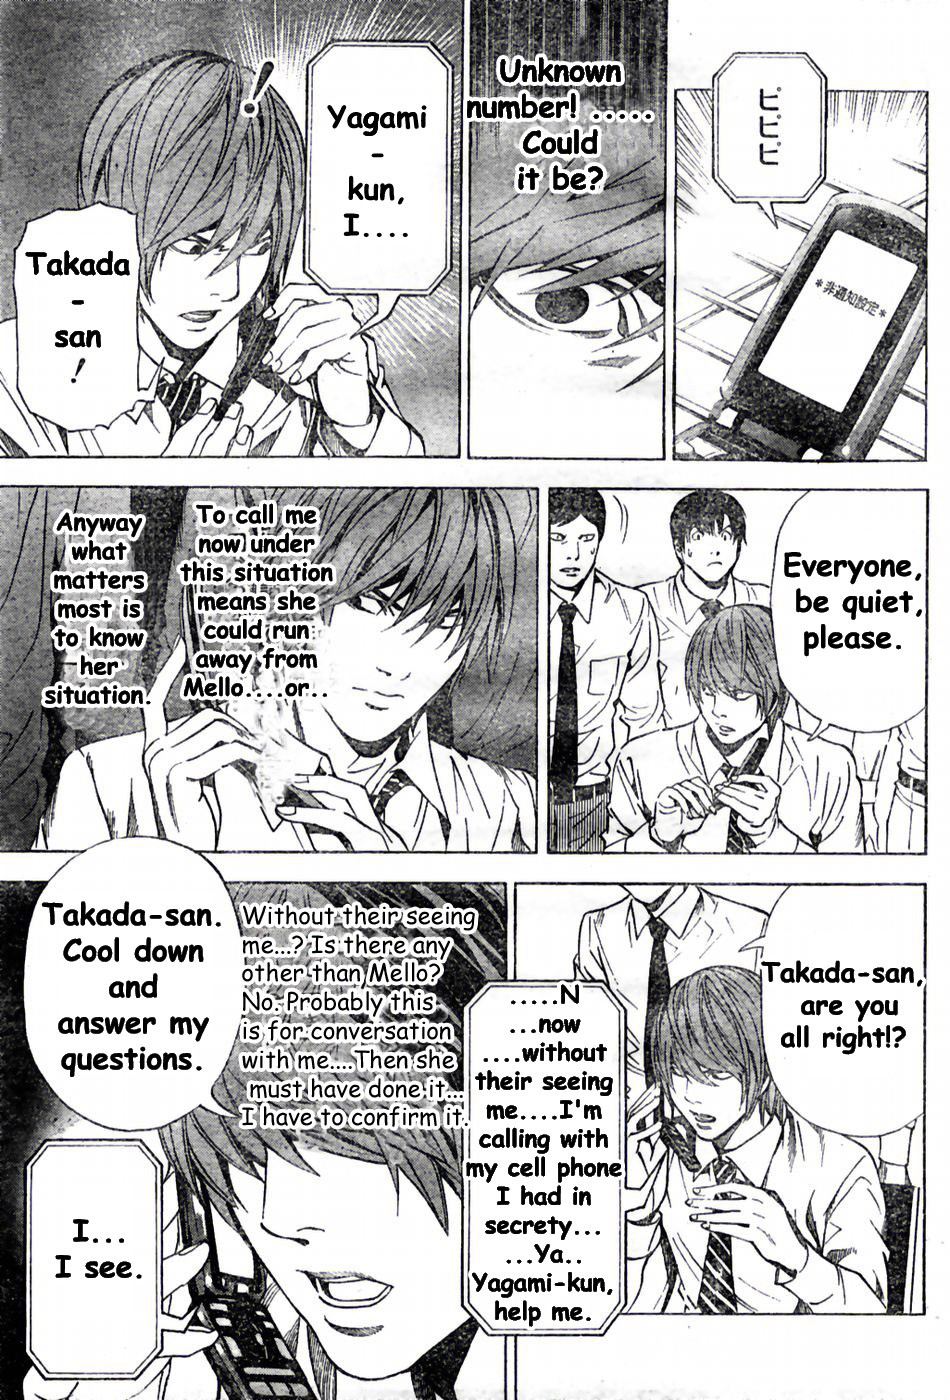 ピピピ
*非通知設定*
Unknown
number! .....
Could
it be?
!
Yagami
-
kun,
I....
Takada
-
san
!
Everyone,
be quiet,
please.
To call me
now under
this situation
means she
could run
away from
Mello....or..
Anyway
what
matters
most is
to know
her
situation.
Takada-san,
are you
all right!?
.....N
...now
....without
their seeing
me....I'm
calling with
my cell phone
I had in
secrety...
...Ya..
Yagami-kun,
help me.
Without their seeing
me...? Is there any
other than Mello?
No. Probably this
is for conversation
with me....Then she
must have done it...
I have to confirm it.
Takada-san.
Cool down
and
answer my
questions.
I...
I see.